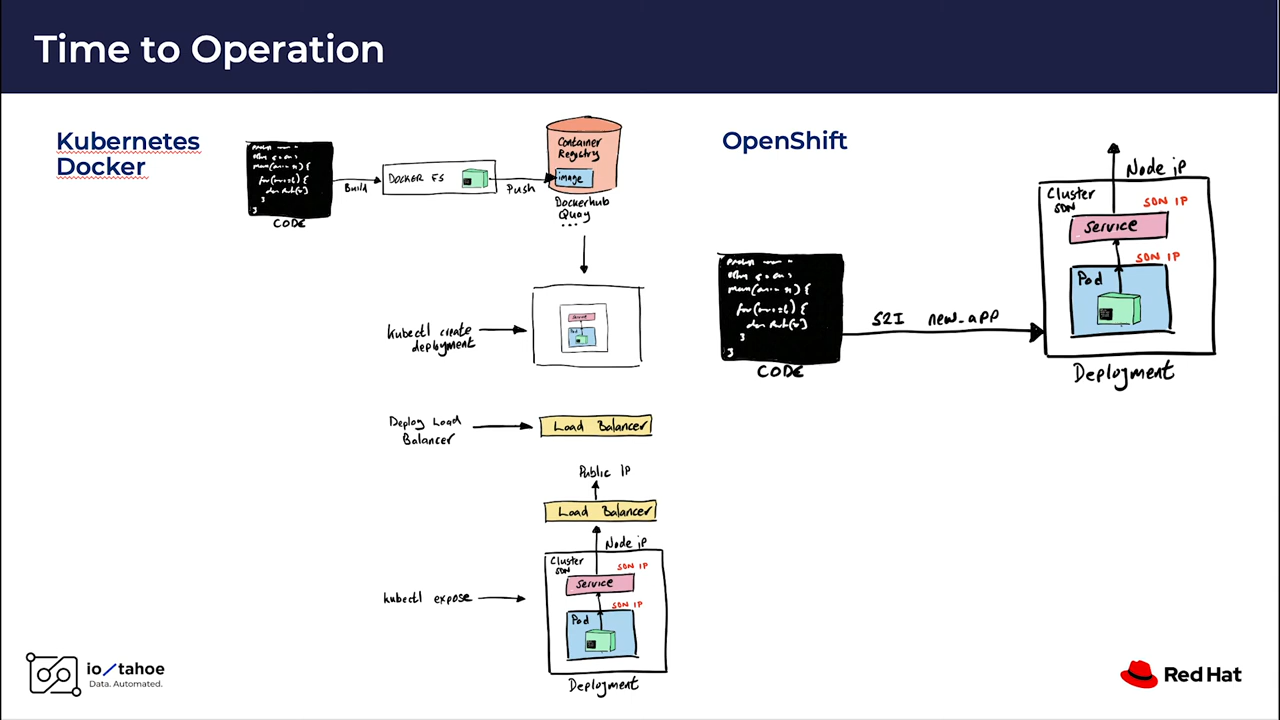 Time to Operation
Kubernetes
Docker
CODE
Build
DOCKER FS
Push
Container
Registry
image
Dockerhub
Quay
...
Kubectl create
deployment
Service
Pod
Deploy Load
Balancer
Load Balancer
Public IP
Load Balancer
Node iP
Cluster
SDN
SDN IP
Service
SDN IP
Pod
kubectl expose
Deployment
OpenShift
CODE
S2I new_app
Node iP
Cluster
SDN
SDN IP
Service
SDN IP
Pod
Deployment
io/tahoe
Data. Automated.
Red Hat